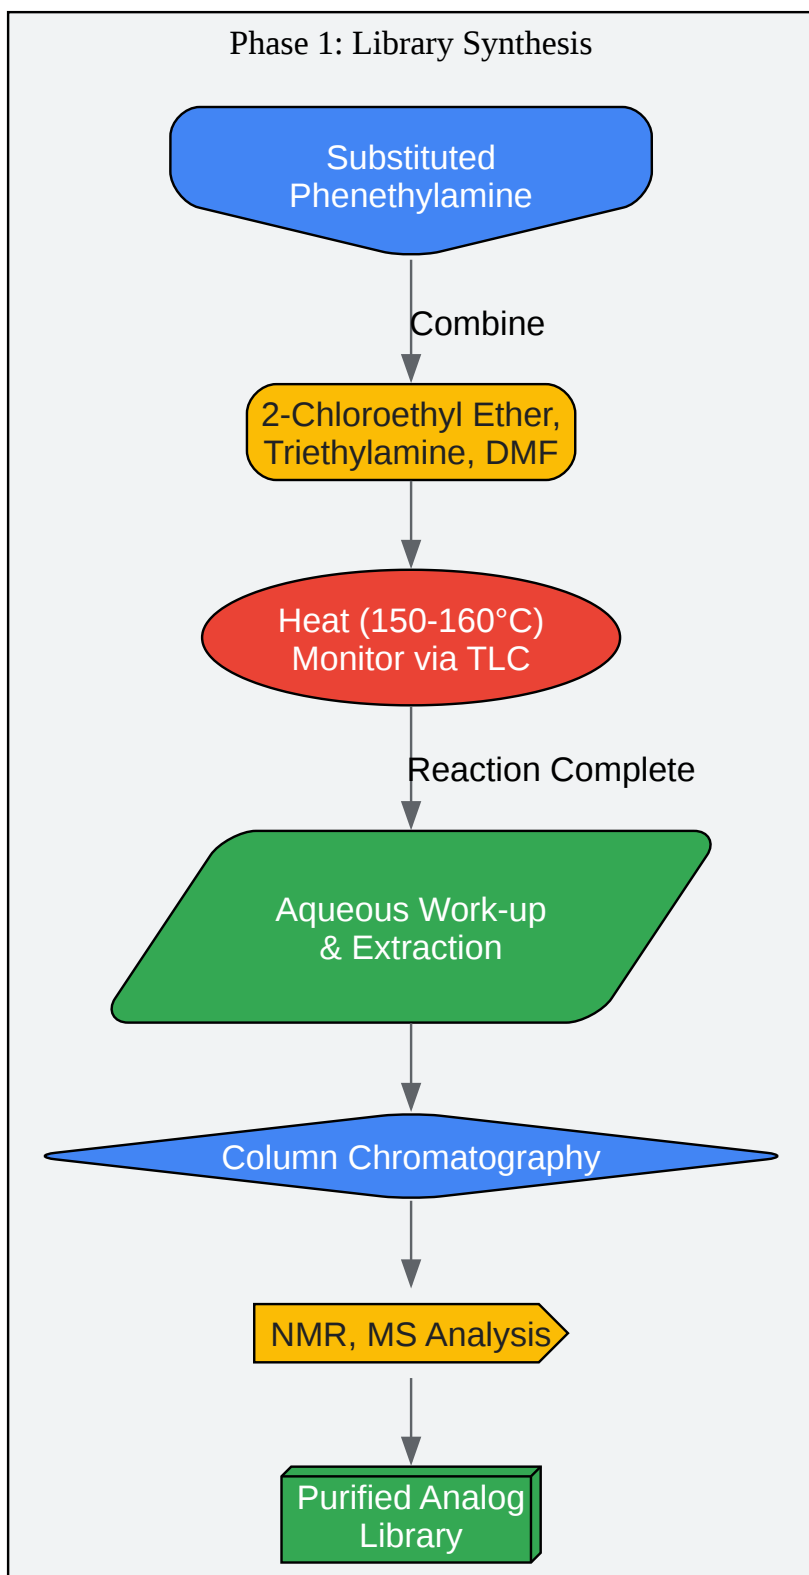 Phase 1: Library Synthesis
Substituted
Phenethylamine
Combine
2-Chloroethyl Ether,
Triethylamine, DMF
Heat (150-160°C)
Monitor via TLC
Reaction Complete
Aqueous Work-up
& Extraction
Column Chromatography
NMR, MS Analysis
Purified Analog
Library